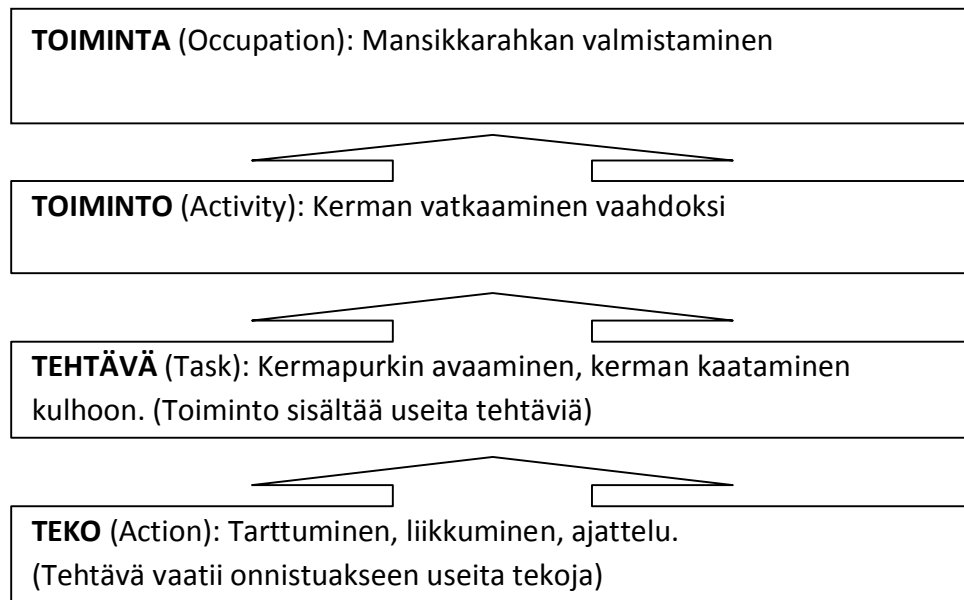 TOIMINTA (Occupation): Mansikkarahkan valmistaminen
TOIMINTO (Activity): Kerman vatkaaminen vaahdoksi
TEHTÄVÄ (Task): Kermapurkin avaaminen, kerman kaataminen
kulhoon. (Toiminto sisältää useita tehtäviä)
TEKO (Action): Tarttuminen, liikkuminen, ajattelu.
(Tehtävä vaatii onnistuakseen useita tekoja)